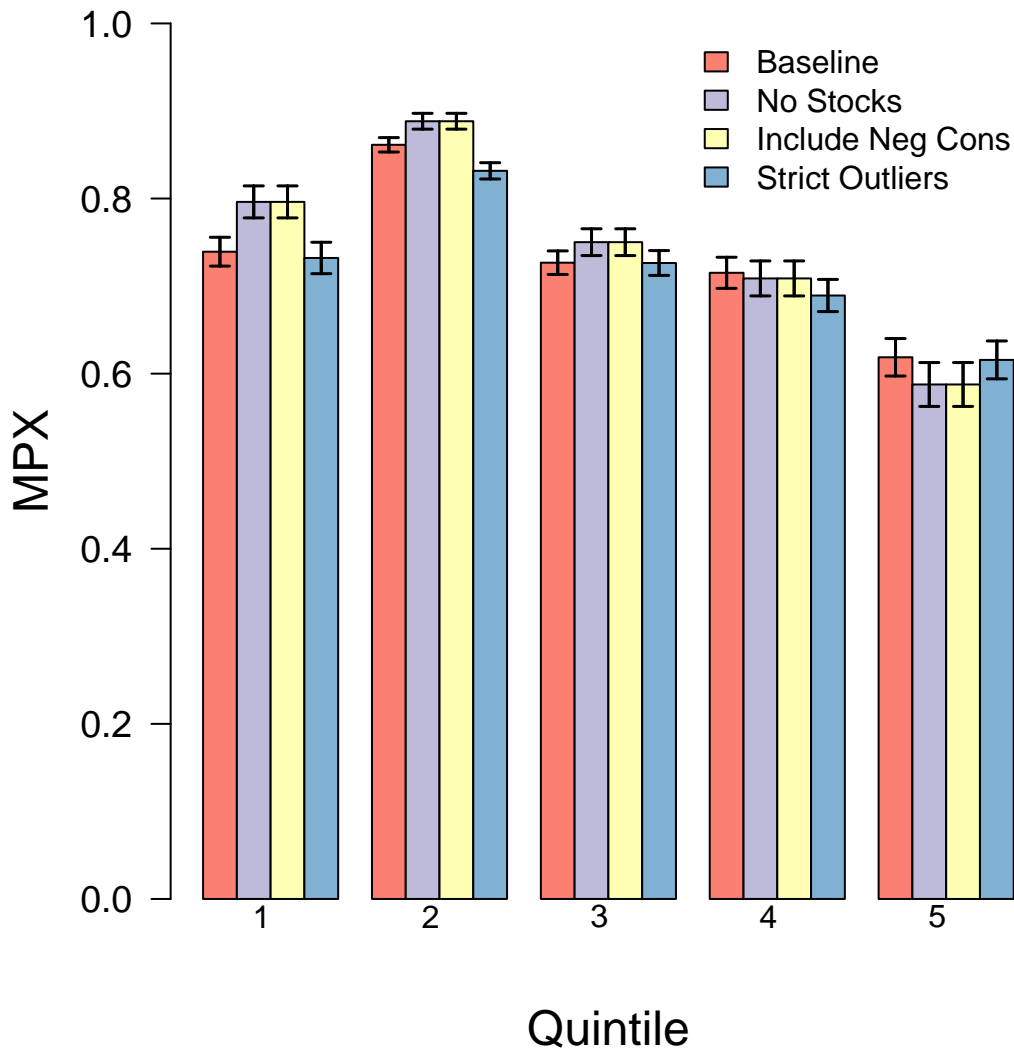 1.0
Baseline
No Stocks
Include Neg Cons
Strict Outliers
0.8
0.6
0.4
0.2
0.0
MPX
1 2 3 4 5
Quintile